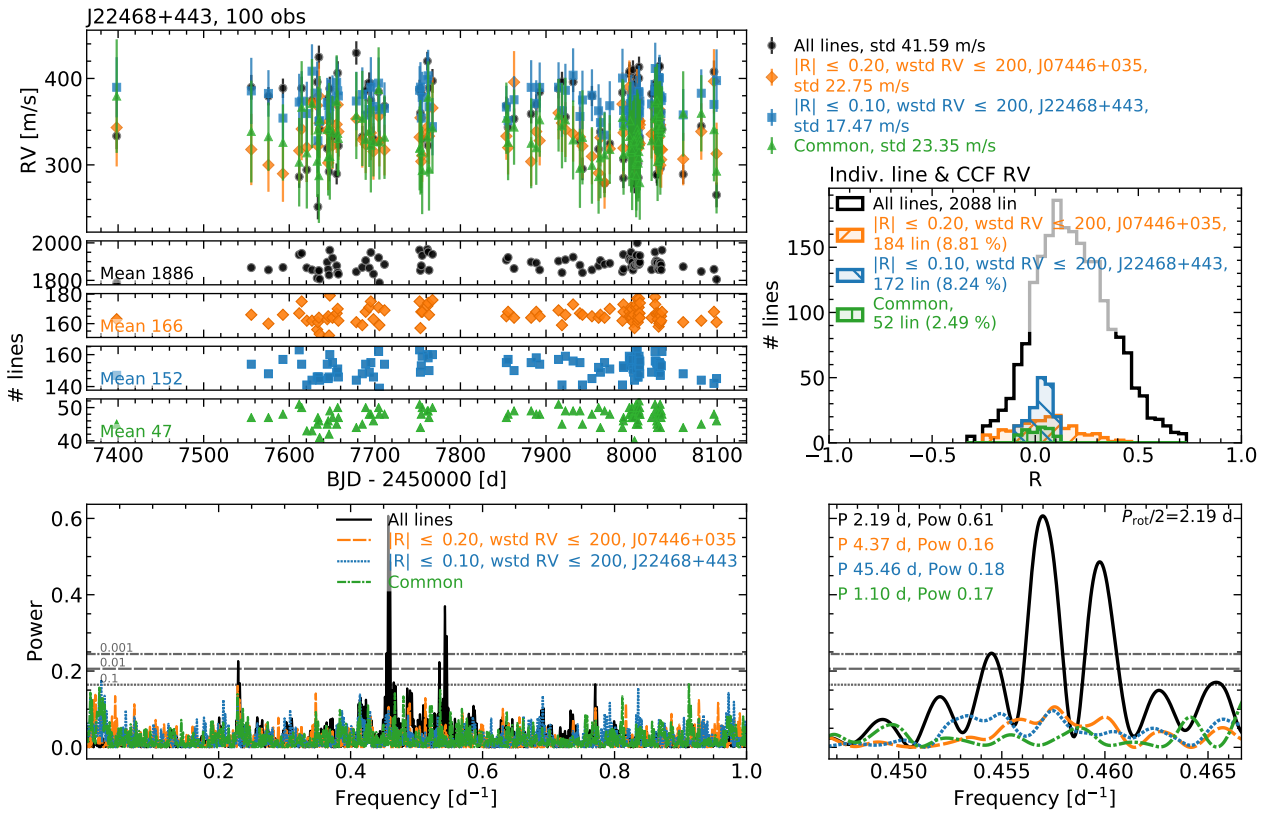 J22468+443, 100 obs
RV [m/s]
400
300
All lines, std 41.59 m/s
|R| ≤ 0.20, wstd RV ≤ 200, J07446+035,
std 22.75 m/s
|R| ≤ 0.10, wstd RV ≤ 200, J22468+443,
std 17.47 m/s
Common, std 23.35 m/s
# lines
2000
1800
Mean 1886
180
160
Mean 166
160
140
Mean 152
50
40
Mean 47
7400 7500 7600 7700 7800 7900 8000 8100
BJD - 2450000 [d]
Indiv. line & CCF RV
All lines, 2088 lin
|R| ≤ 0.20, wstd RV ≤ 200, J07446+035,
184 lin (8.81 %)
|R| ≤ 0.10, wstd RV ≤ 200, J22468+443,
172 lin (8.24 %)
Common,
52 lin (2.49 %)
# lines
150
100
50
0
−1.0 −0.5 0.0 0.5 1.0
R
Power
0.6
0.4
0.2
0.0
All lines
|R| ≤ 0.20, wstd RV ≤ 200, J07446+035
|R| ≤ 0.10, wstd RV ≤ 200, J22468+443
Common
0.001
0.01
0.1
0.2 0.4 0.6 0.8 1.0
Frequency [d⁻¹]
P 2.19 d, Pow 0.61
P 4.37 d, Pow 0.16
P 45.46 d, Pow 0.18
P 1.10 d, Pow 0.17
P_rot/2=2.19 d
0.450 0.455 0.460 0.465
Frequency [d⁻¹]